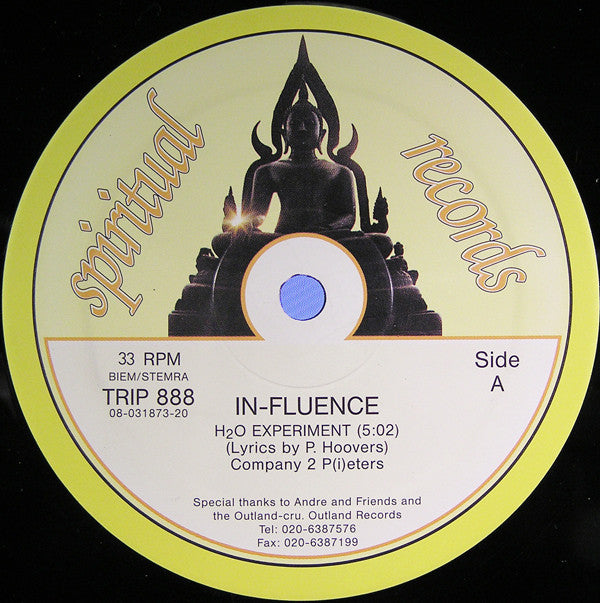 spiritual
records
33 RPM
BIEM/STEMRA
TRIP 888
08-031873-20
Side
A
IN-FLUENCE
H2O EXPERIMENT (5:02)
(Lyrics by P. Hoovers)
Company 2 P(i)eters
Special thanks to Andre and Friends and
the Outland-cru. Outland Records
Tel: 020-6387576
Fax: 020-6387199